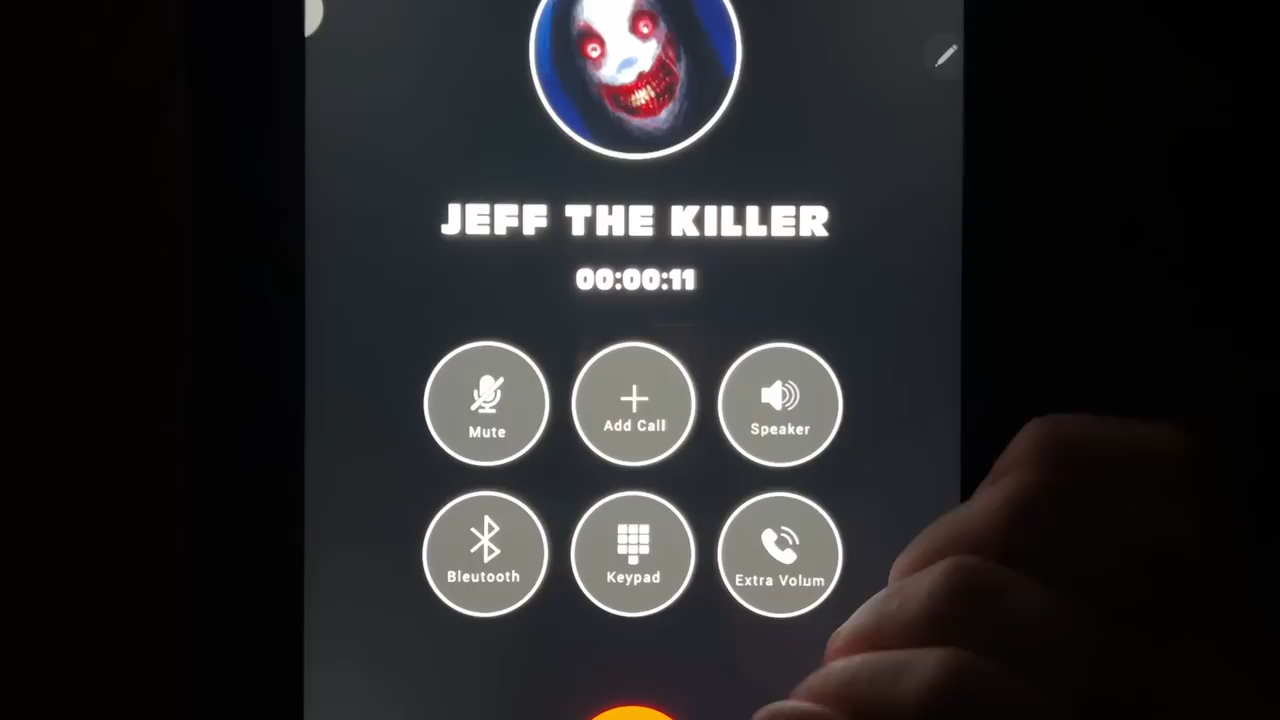 JEFF THE KILLER
00:00:11
Mute
Add Call
Speaker
Bleutooth
Keypad
Extra Volum